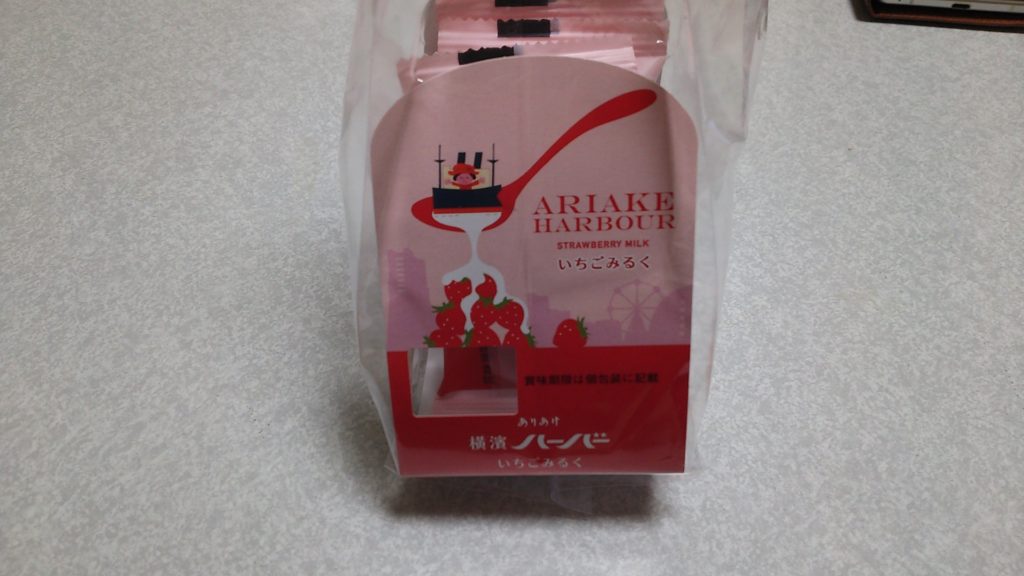 ARIAKE
HARBOUR
STRAWBERRY MILK
いちごみるく
賞味期限は個包装に記載
ありあけ
横濱 ハーバー
いちごみるく